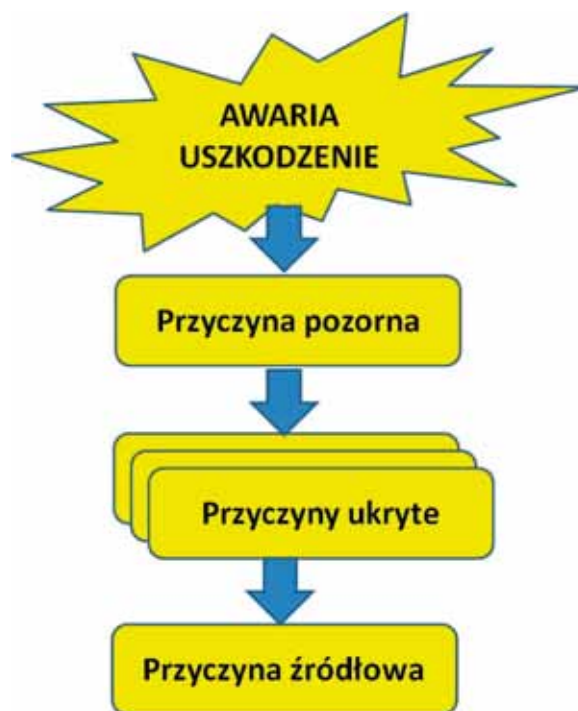 AWARIA
USZKODZENIE
Przyczyna pozorna
Przyczyny ukryte
Przyczyna źródłowa